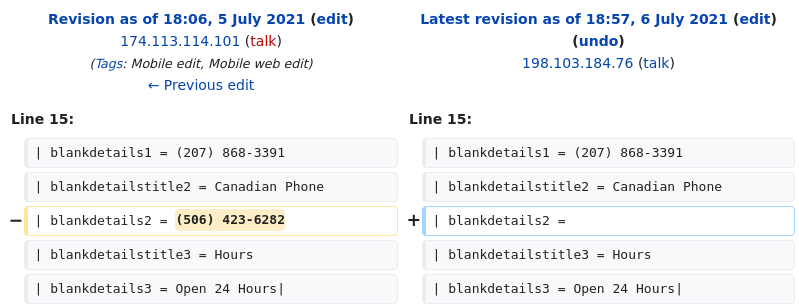 Revision as of 18:06, 5 July 2021 (edit)
174.113.114.101 (talk)
(Tags: Mobile edit, Mobile web edit)
← Previous edit
Latest revision as of 18:57, 6 July 2021 (edit)
(undo)
198.103.184.76 (talk)
Line 15:
Line 15:
| blankdetails1 = (207) 868-3391
| blankdetails1 = (207) 868-3391
| blankdetailstitle2 = Canadian Phone
| blankdetailstitle2 = Canadian Phone
− | blankdetails2 = (506) 423-6282
+ | blankdetails2 =
| blankdetailstitle3 = Hours
| blankdetailstitle3 = Hours
| blankdetails3 = Open 24 Hours|
| blankdetails3 = Open 24 Hours|